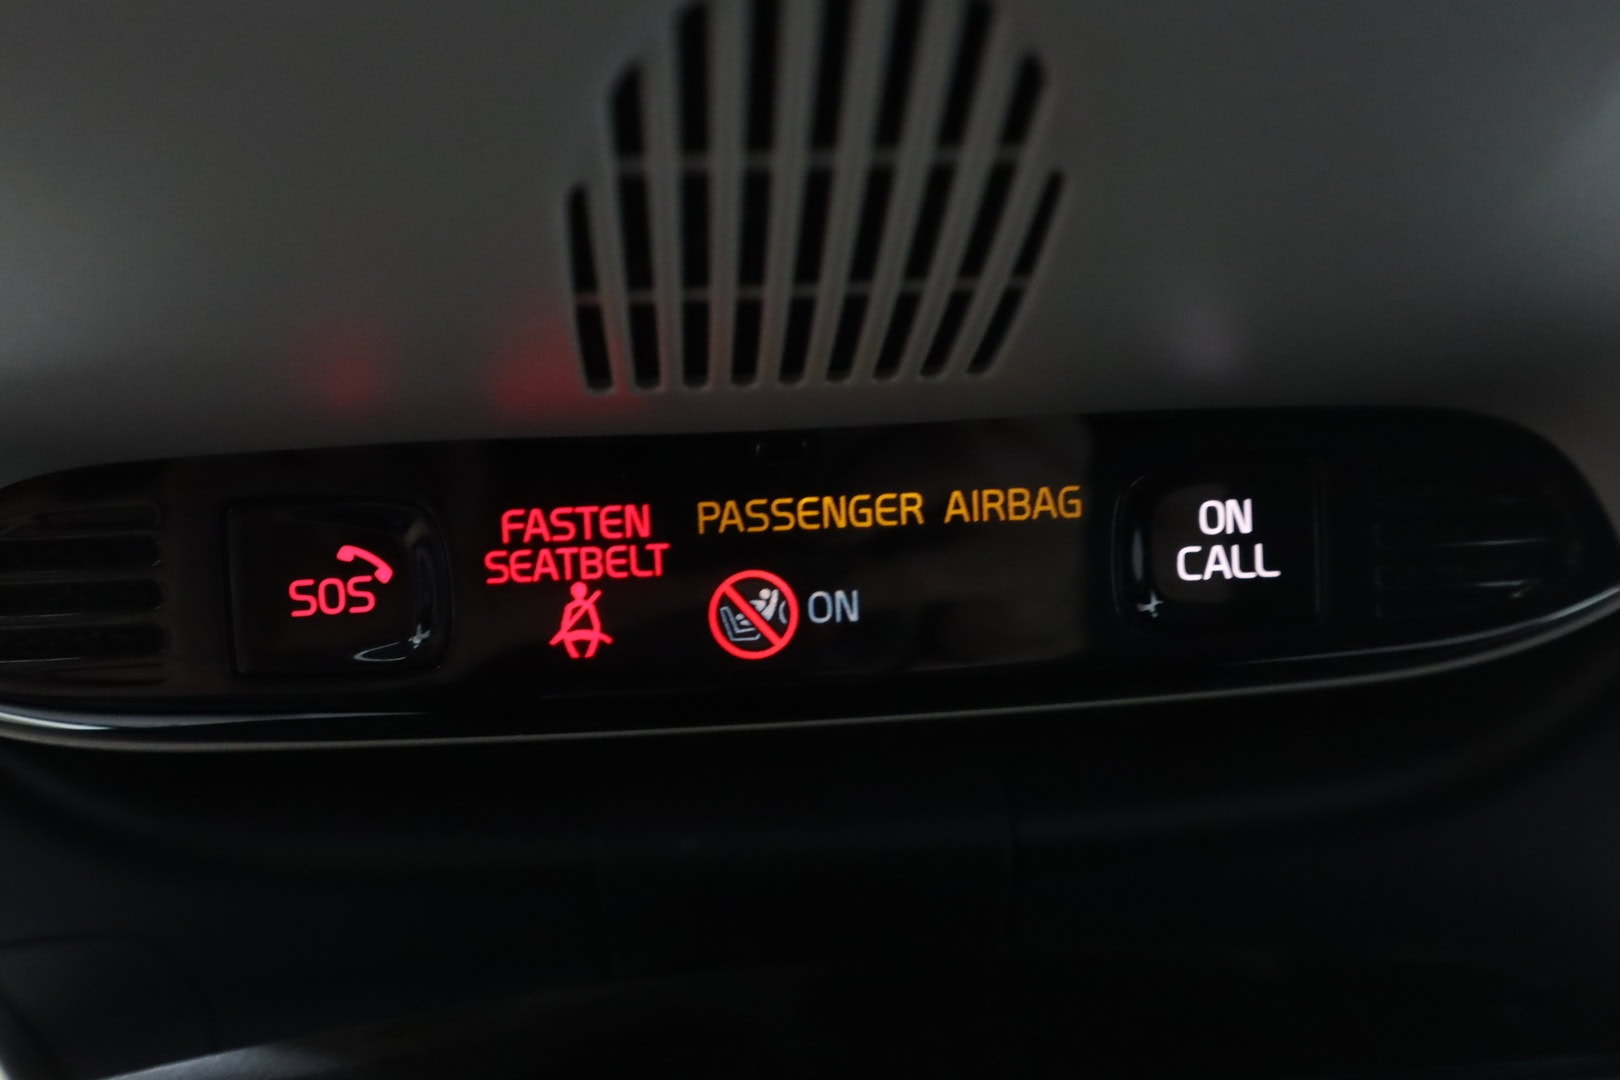 SOS
FASTEN
SEATBELT
PASSENGER AIRBAG
ON
ON
CALL